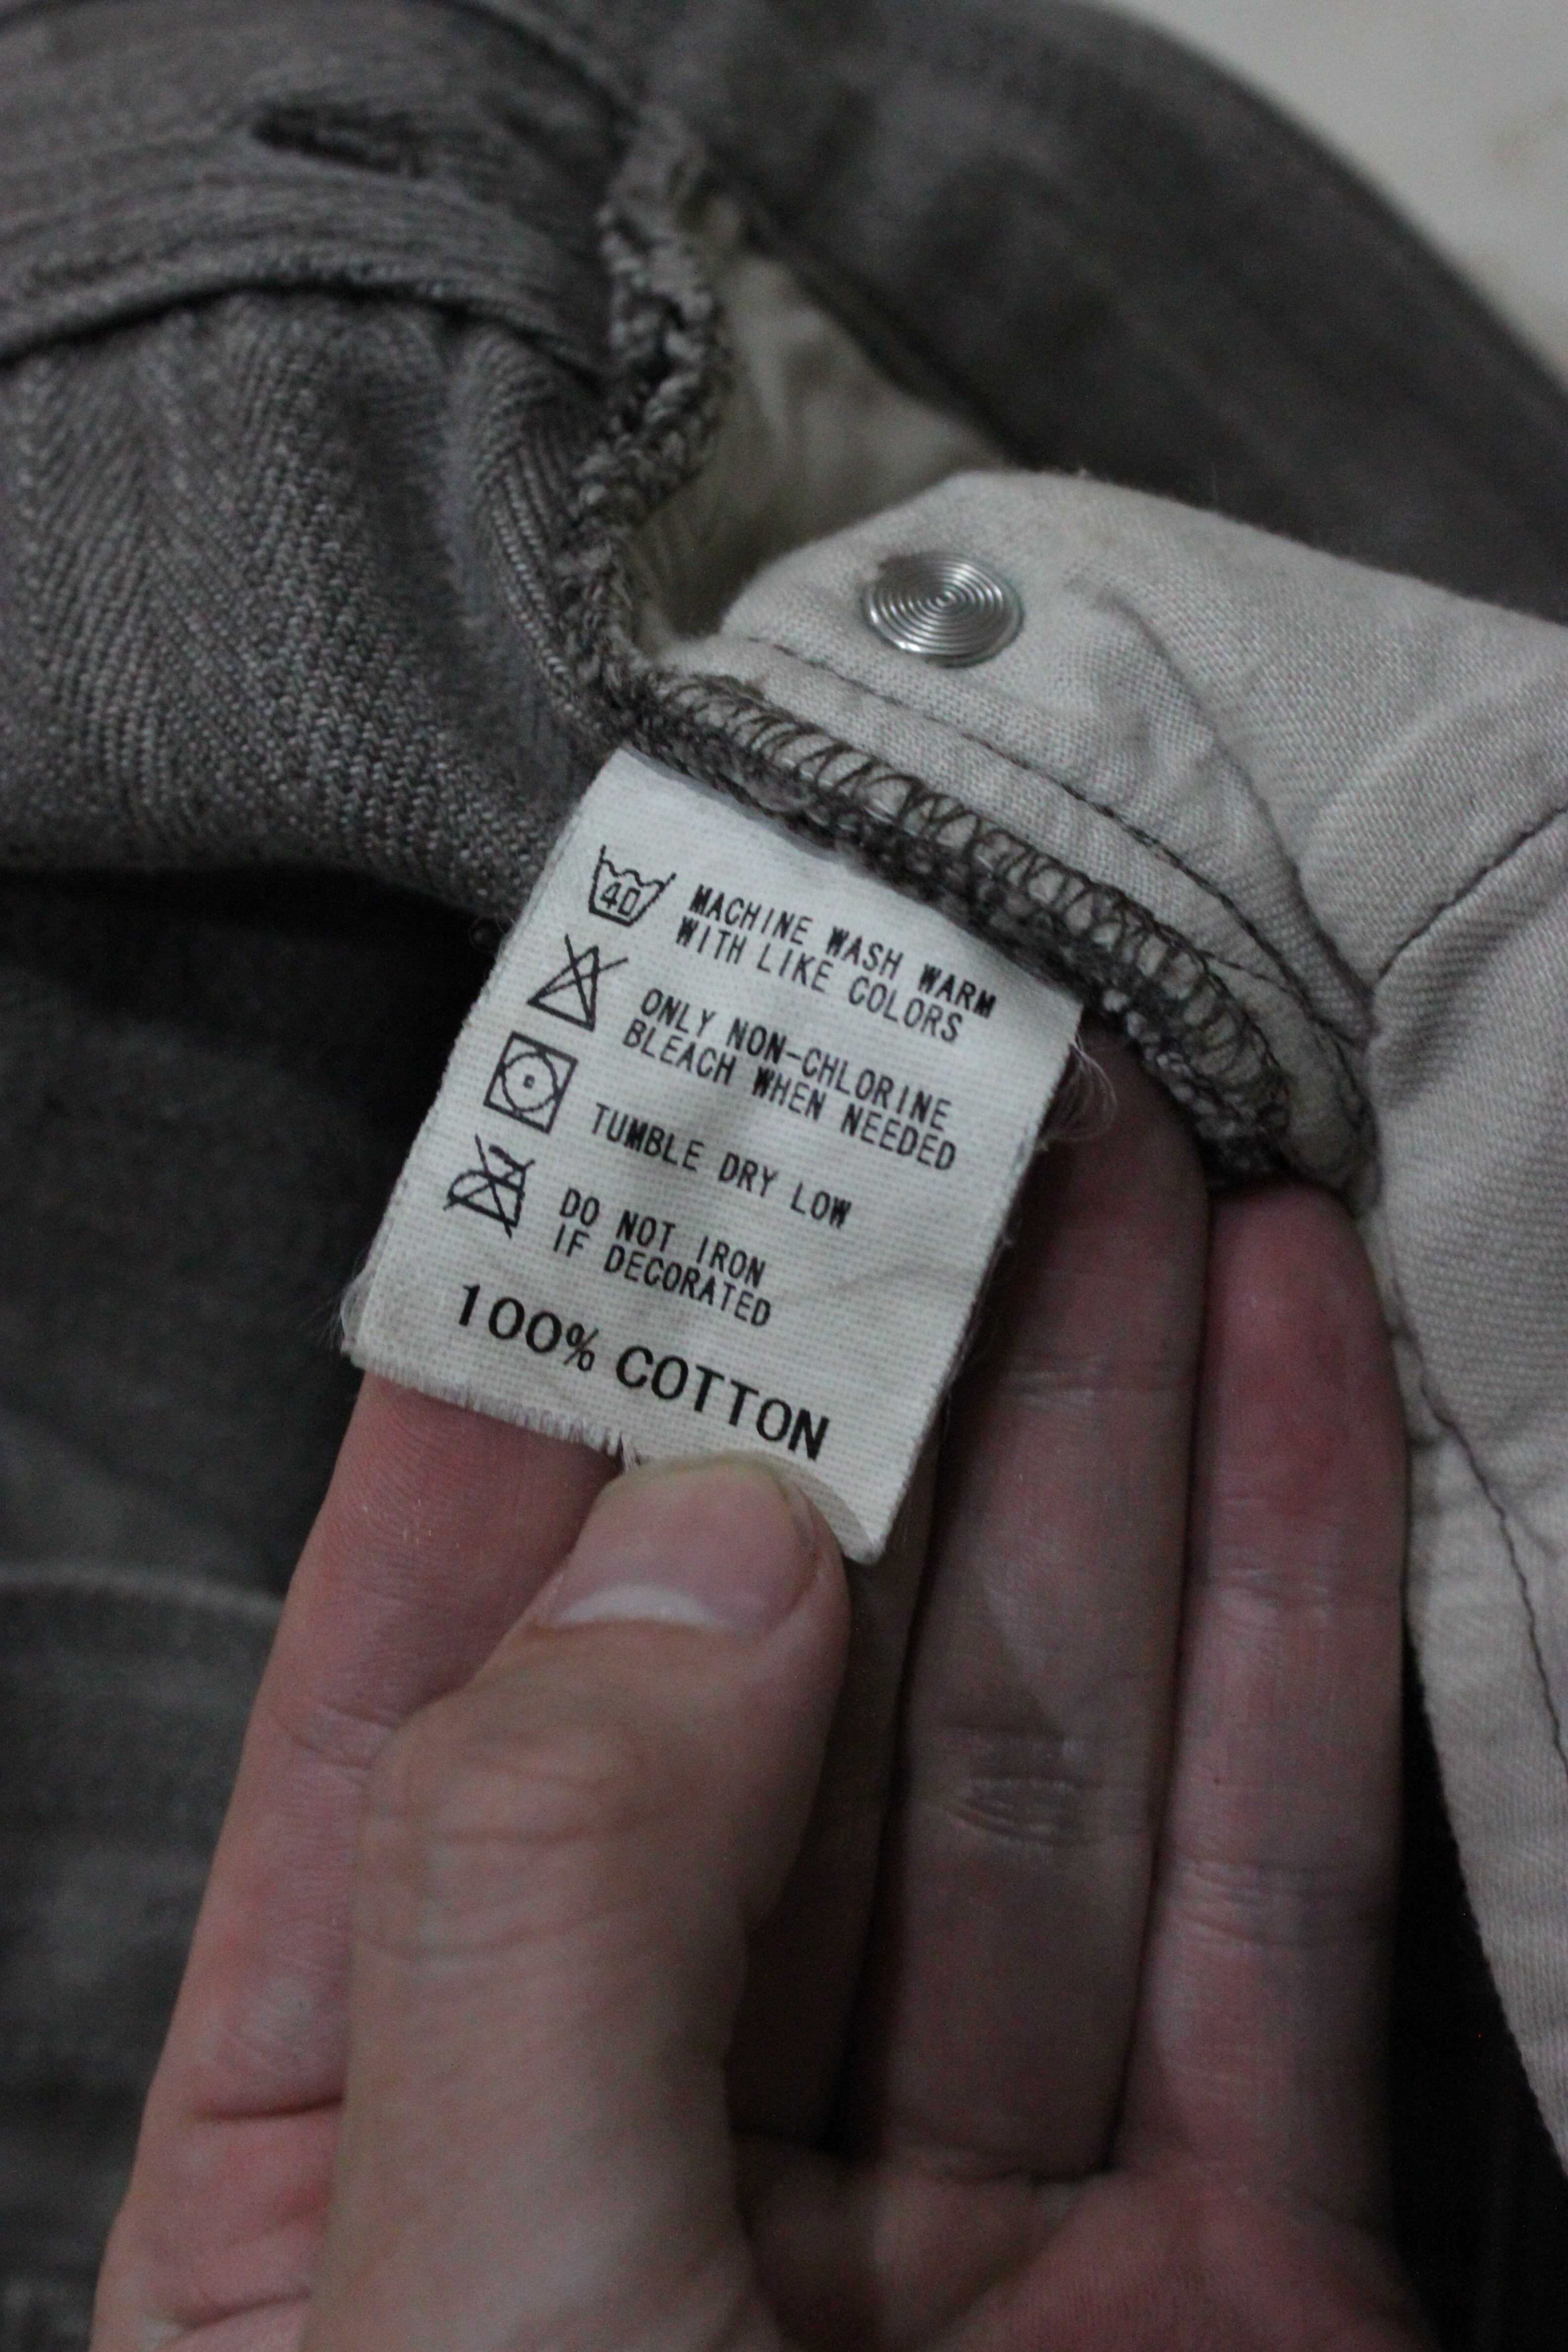 40
MACHINE WASH WARM
WITH LIKE COLORS
ONLY NON-CHLORINE
BLEACH WHEN NEEDED
TUMBLE DRY LOW
DO NOT IRON
IF DECORATED
100% COTTON